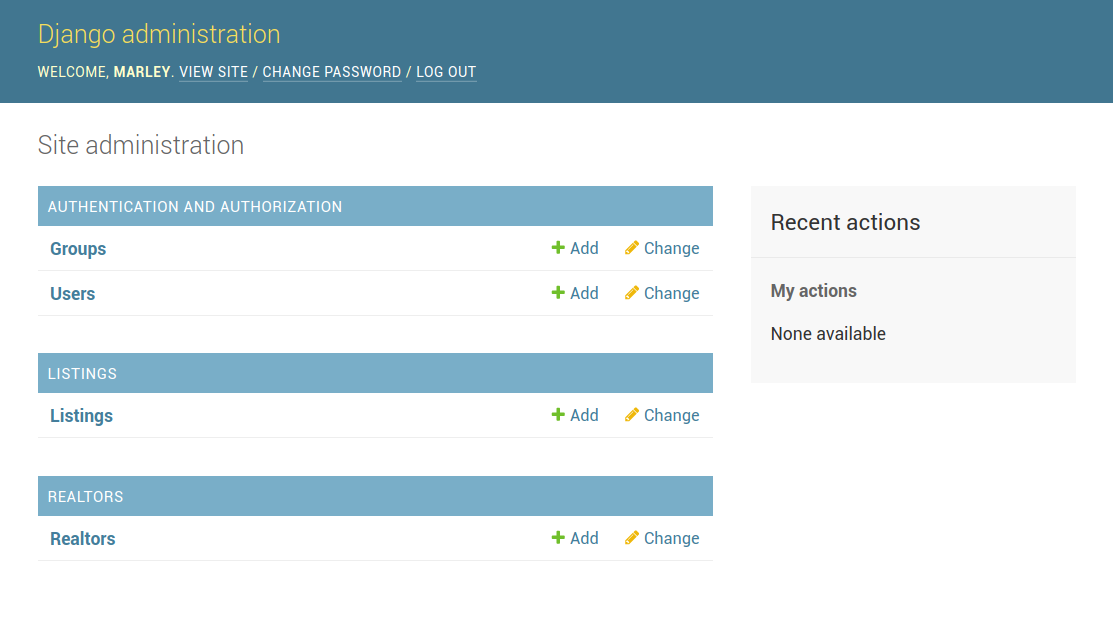 Django administration
WELCOME, MARLEY. VIEW SITE / CHANGE PASSWORD / LOG OUT
Site administration
AUTHENTICATION AND AUTHORIZATION
Groups Add Change
Users Add Change
LISTINGS
Listings Add Change
REALTORS
Realtors Add Change
Recent actions
My actions
None available